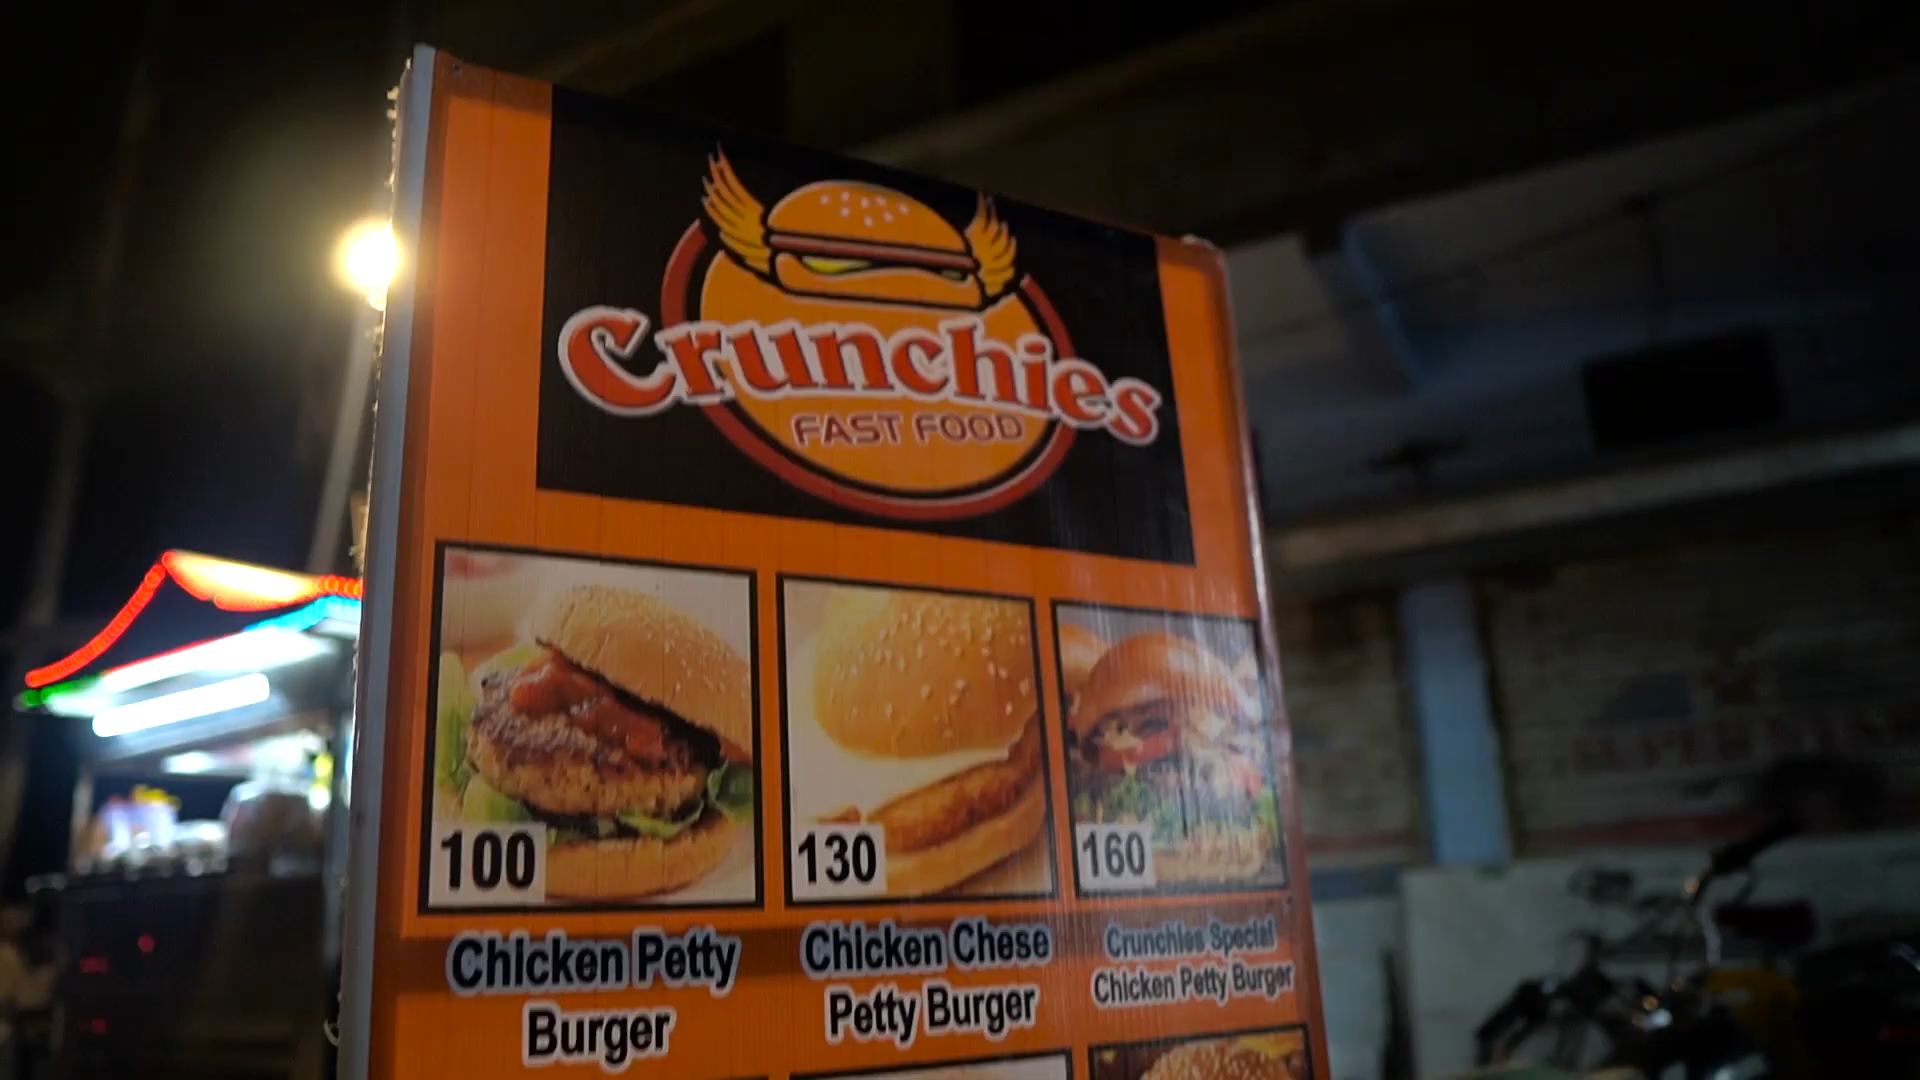 Crunchies
FAST FOOD
100
130
160
Chicken Petty
Burger
Chicken Chese
Petty Burger
Crunchies Special
Chicken Petty Burger